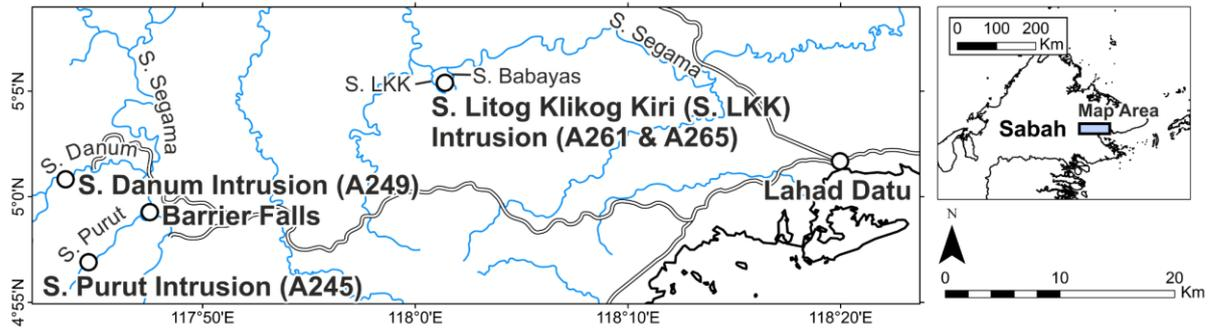 S. Segama
S. Segama
S. LKK
S. Babayas
S. Litog Klikog Kiri (S. LKK)
Intrusion (A261 & A265)
S. Danum
S. Danum Intrusion (A249)
Barrier Falls
S. Purut
S. Purut Intrusion (A245)
Lahad Datu
5°5'N
5°0'N
4°55'N
117°50'E
118°0'E
118°10'E
118°20'E
0 100 200
Km
Map Area
Sabah
N
0 10 20
Km